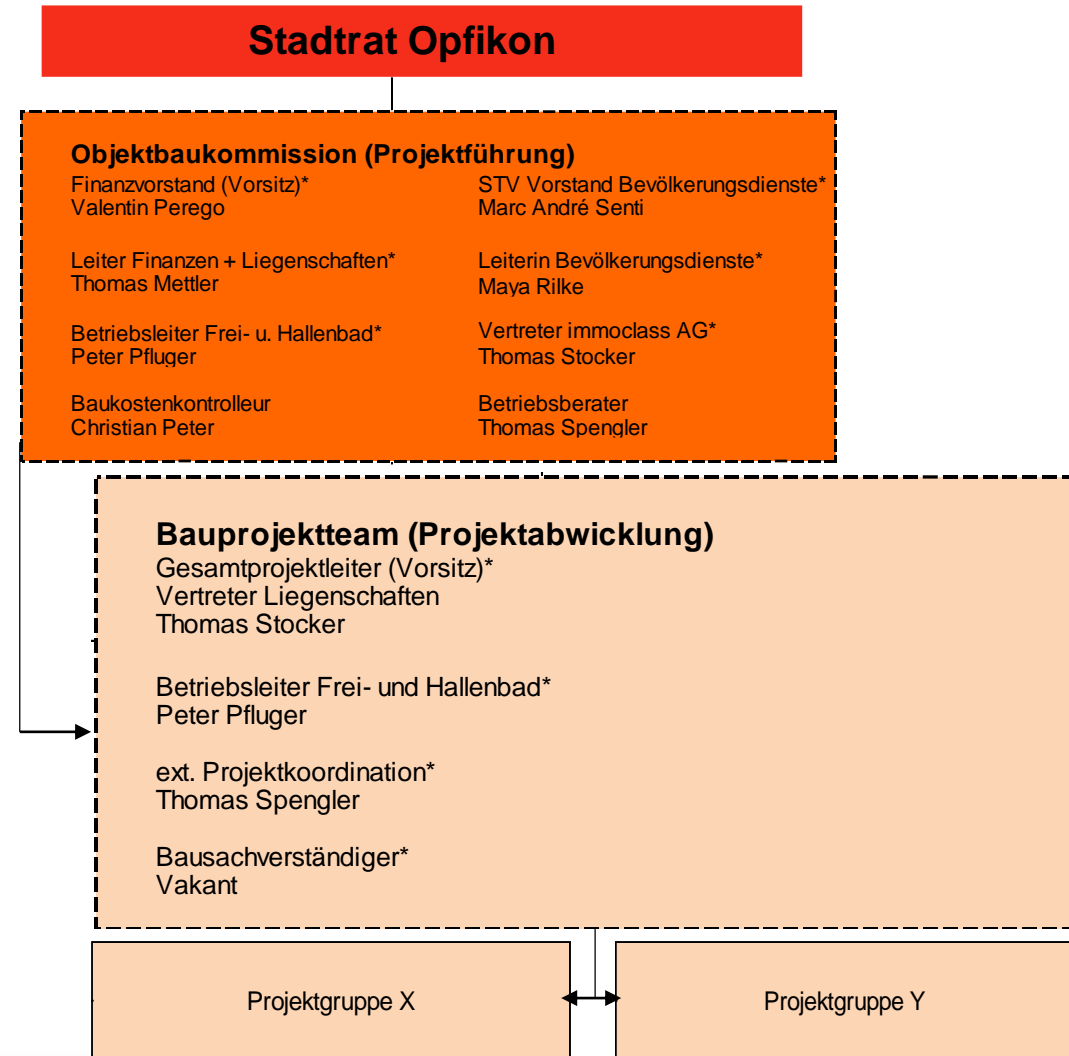 Stadtrat Opfikon
Objektbaukommission (Projektführung)
Finanzvorstand (Vorsitz)*
Valentin Perego
STV Vorstand Bevölkerungsdienste*
Marc André Senti
Leiter Finanzen + Liegenschaften*
Thomas Mettler
Leiterin Bevölkerungsdienste*
Maya Rilke
Betriebsleiter Frei- u. Hallenbad*
Peter Pfluger
Vertreter immoclass AG*
Thomas Stocker
Baukostenkontrolleur
Christian Peter
Betriebsberater
Thomas Spengler
Bauprojektteam (Projektabwicklung)
Gesamtprojektleiter (Vorsitz)*
Vertreter Liegenschaften
Thomas Stocker
Betriebsleiter Frei- und Hallenbad*
Peter Pfluger
ext. Projektkoordination*
Thomas Spengler
Bausachverständiger*
Vakant
Projektgruppe X
Projektgruppe Y